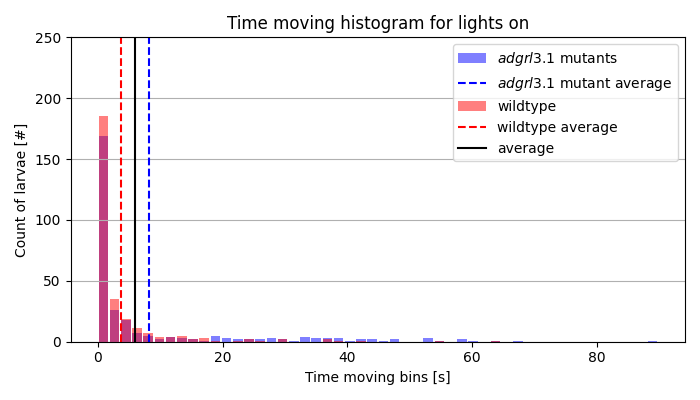 Time moving histogram for lights on
250
200
150
100
50
0
Count of larvae [#]
adgrl3.1 mutants
adgrl3.1 mutant average
wildtype
wildtype average
average
0 20 40 60 80
Time moving bins [s]